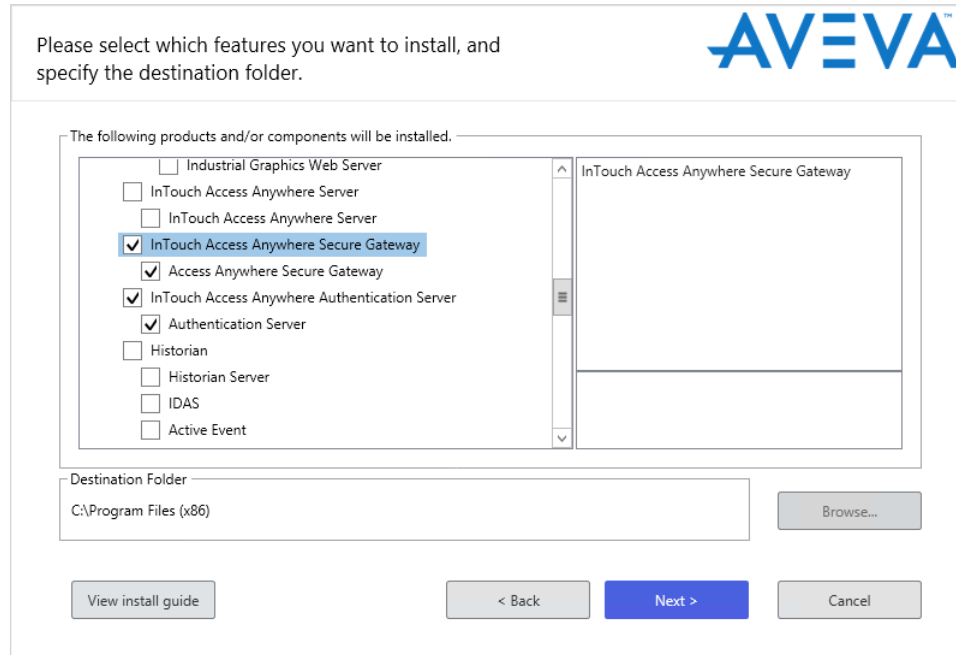 Please select which features you want to install, and
specify the destination folder.
AVEVA™
The following products and/or components will be installed.
Industrial Graphics Web Server
InTouch Access Anywhere Server
InTouch Access Anywhere Server
InTouch Access Anywhere Secure Gateway
Access Anywhere Secure Gateway
InTouch Access Anywhere Authentication Server
Authentication Server
Historian
Historian Server
IDAS
Active Event
InTouch Access Anywhere Secure Gateway
Destination Folder
C:\Program Files (x86)
Browse...
View install guide
< Back
Next >
Cancel